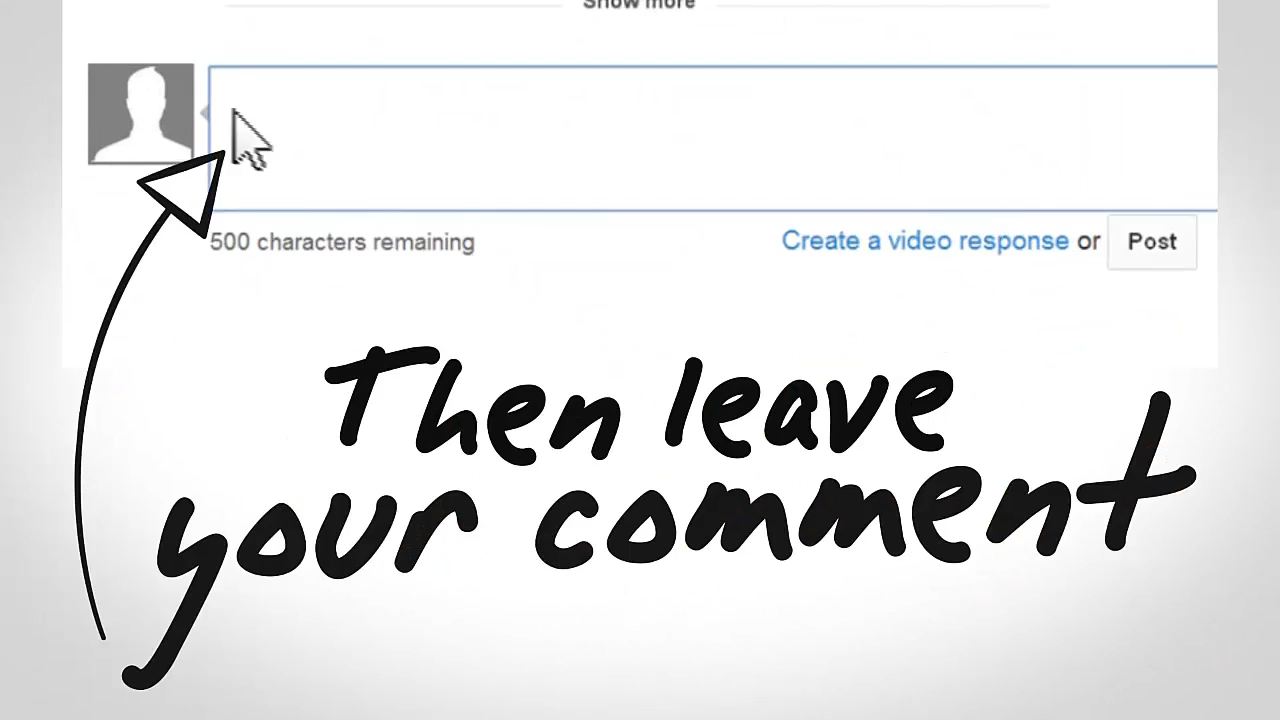 Show more
500 characters remaining
Create a video response or Post
Then leave
your comment